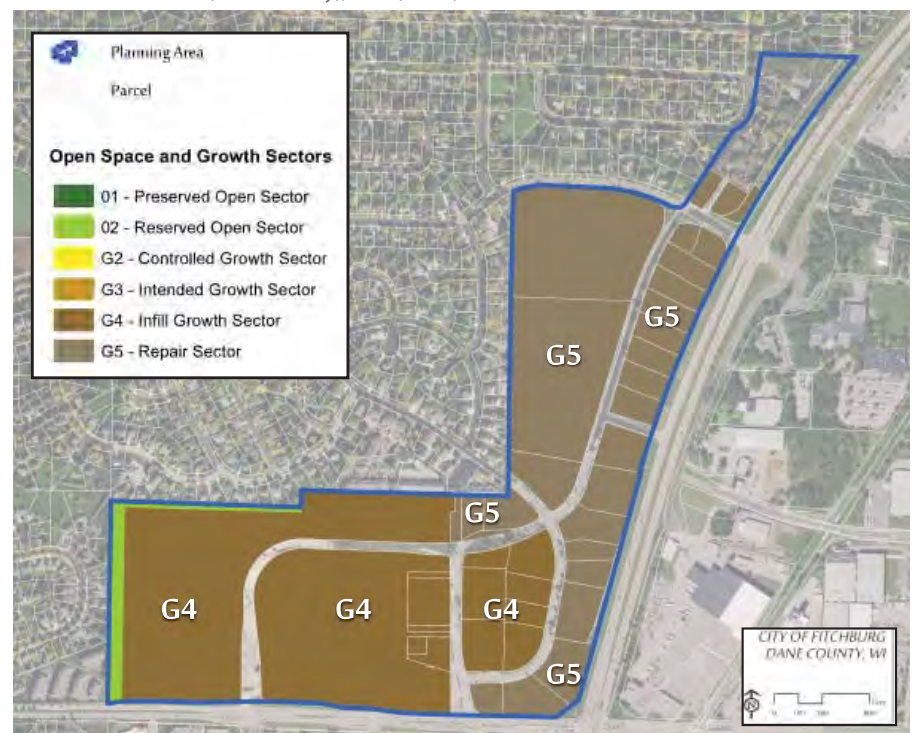 Planning Area
Parcel
Open Space and Growth Sectors
01 - Preserved Open Sector
02 - Reserved Open Sector
G2 - Controlled Growth Sector
G3 - Intended Growth Sector
G4 - Infill Growth Sector
G5 - Repair Sector
G5
G5
G5
G4
G4
G4
G5
CITY OF FITCHBURG
DANE COUNTY, WI
N